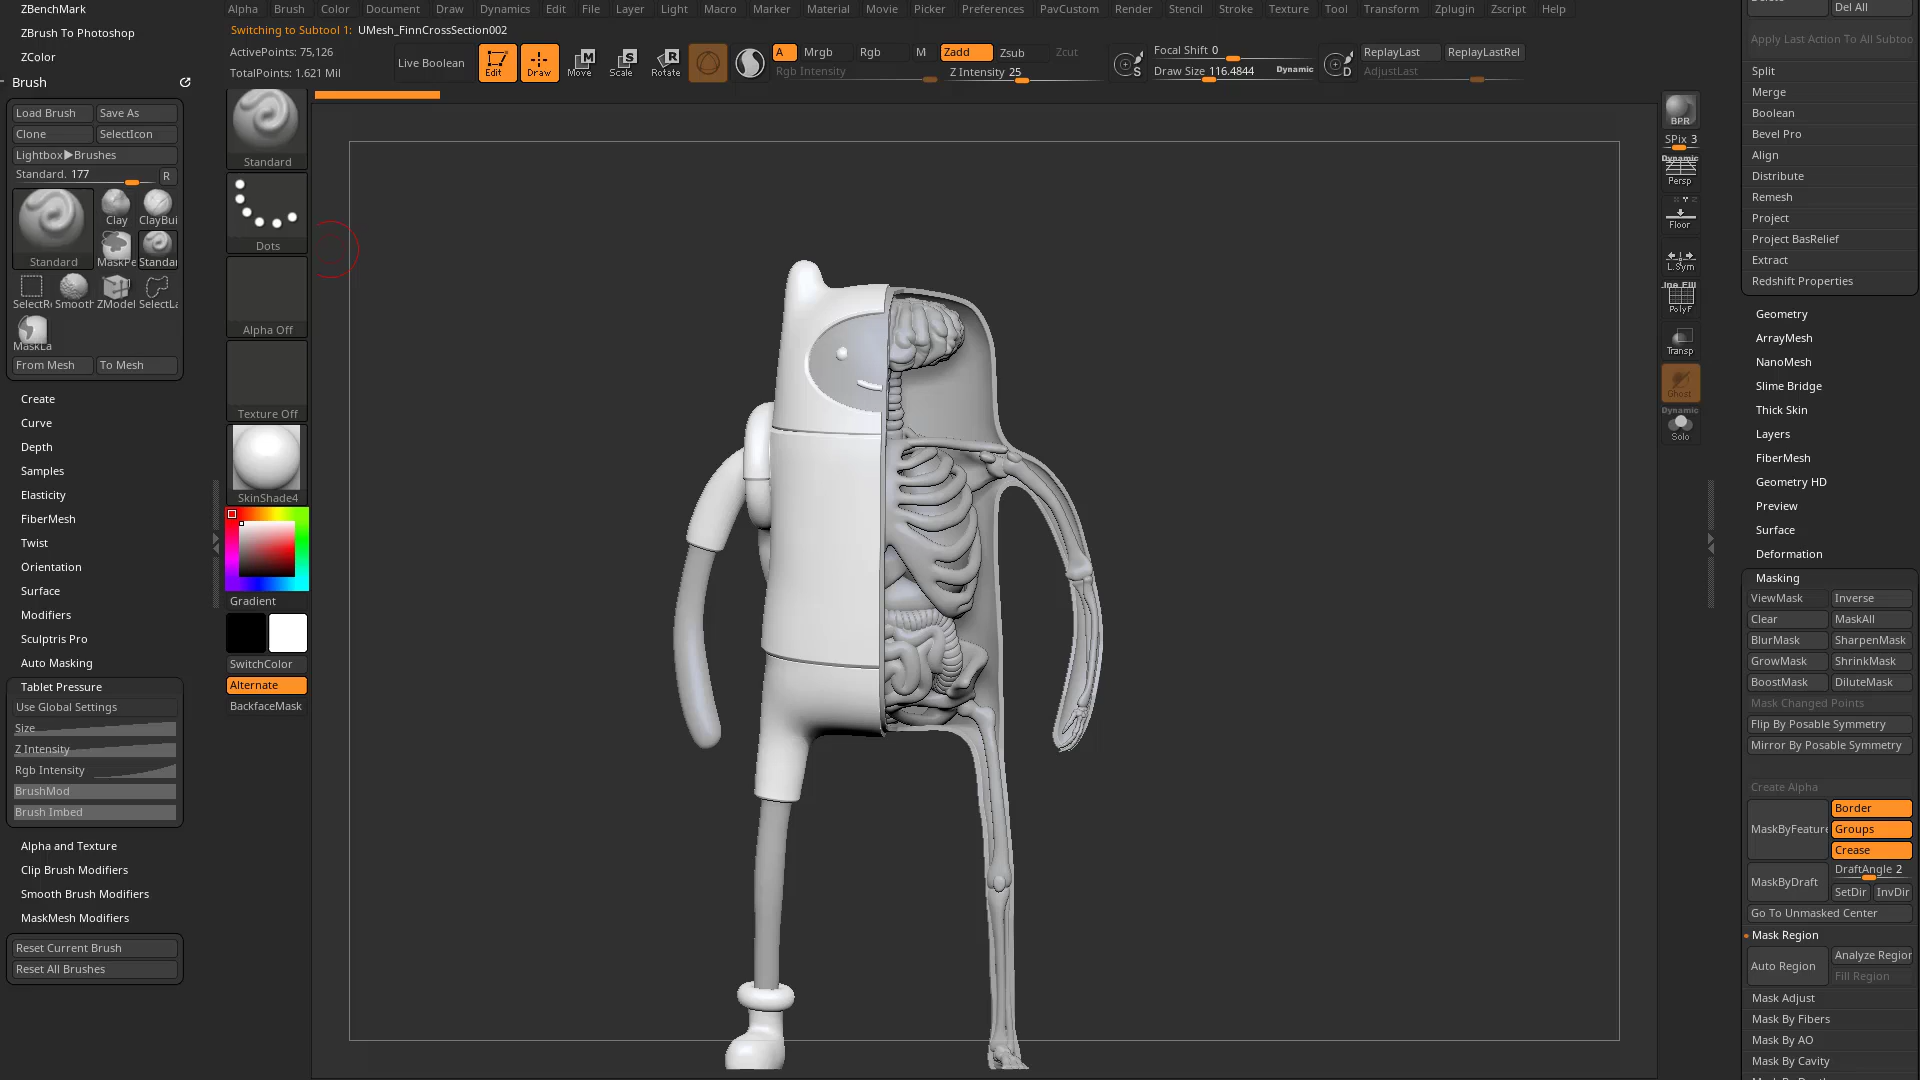 ZBenchMark
ZBrush To Photoshop
ZColor
Brush
Load Brush Save As
Clone SelectIcon
Lightbox▶Brushes
Standard. 177 R
Clay ClayBui
Standard MaskPe Standar
SelectRe Smooth ZModel SelectLa
MaskLa
From Mesh To Mesh
Create
Curve
Depth
Samples
Elasticity
FiberMesh
Twist
Orientation
Surface
Modifiers
Sculptris Pro
Auto Masking
Tablet Pressure
Use Global Settings
Size
Z Intensity
Rgb Intensity
BrushMod
Brush Imbed
Alpha and Texture
Clip Brush Modifiers
Smooth Brush Modifiers
MaskMesh Modifiers
Reset Current Brush
Reset All Brushes
Alpha Brush Color Document Draw Dynamics Edit File Layer Light Macro Marker Material Movie Picker Preferences PavCustom Render Stencil Stroke Texture Tool Transform Zplugin Zscript Help
Switching to Subtool 1: UMesh_FinnCrossSection002
ActivePoints: 75,126
TotalPoints: 1.621 Mil
Live Boolean
Edit Draw Move Scale Rotate
A Mrgb Rgb M Zadd Zsub Zcut
Rgb Intensity Z Intensity 25
S Focal Shift 0
Draw Size 116.4844 Dynamic
D ReplayLast ReplayLastRel
AdjustLast
Standard
Dots
Alpha Off
Texture Off
SkinShade4
Gradient
SwitchColor
Alternate
BackfaceMask
BPR
SPix 3
Dynamic
Persp
Floor
L.Sym
Line Fill
PolyF
Transp
Ghost
Dynamic
Solo
Del All
Apply Last Action To All Subtoo
Split
Merge
Boolean
Bevel Pro
Align
Distribute
Remesh
Project
Project BasRelief
Extract
Redshift Properties
Geometry
ArrayMesh
NanoMesh
Slime Bridge
Thick Skin
Layers
FiberMesh
Geometry HD
Preview
Surface
Deformation
Masking
ViewMask Inverse
Clear MaskAll
BlurMask SharpenMask
GrowMask ShrinkMask
BoostMask DiluteMask
Mask Changed Points
Flip By Posable Symmetry
Mirror By Posable Symmetry
Create Alpha
MaskByFeature Border
Groups
Crease
MaskByDraft DraftAngle 2
SetDir InvDir
Go To Unmasked Center
Mask Region
Auto Region Analyze Region
Fill Region
Mask Adjust
Mask By Fibers
Mask By AO
Mask By Cavity